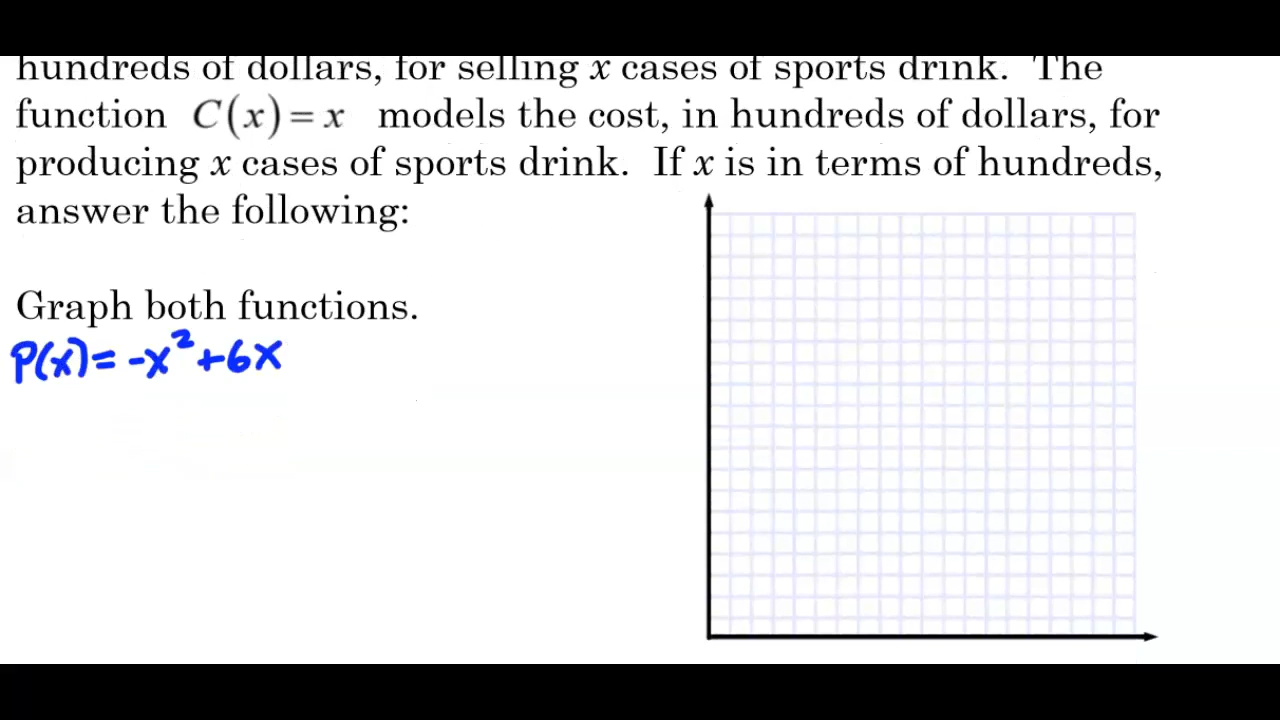 hundreds of dollars, for selling x cases of sports drink. The
function C(x) = x models the cost, in hundreds of dollars, for
producing x cases of sports drink. If x is in terms of hundreds,
answer the following:
Graph both functions.
P(x) = -x² + 6x